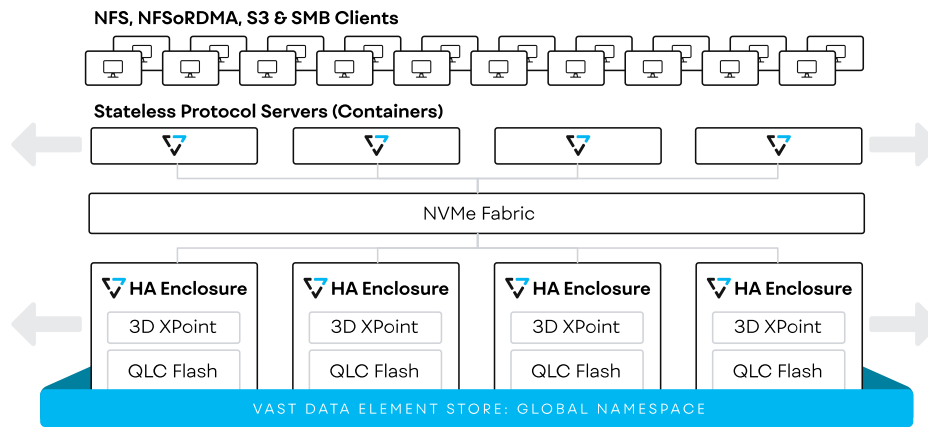 NFS, NFSoRDMA, S3 & SMB Clients
Stateless Protocol Servers (Containers)
NVMe Fabric
HA Enclosure HA Enclosure HA Enclosure HA Enclosure
3D XPoint 3D XPoint 3D XPoint 3D XPoint
QLC Flash QLC Flash QLC Flash QLC Flash
VAST DATA ELEMENT STORE: GLOBAL NAMESPACE